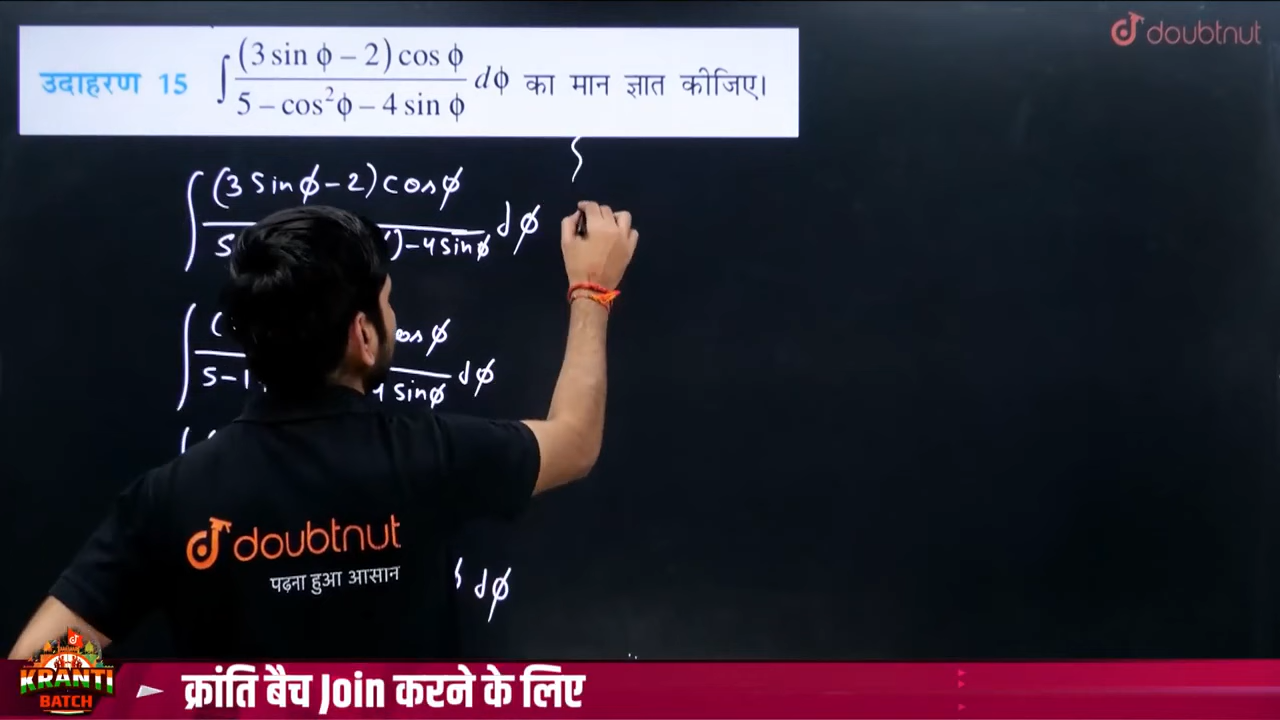 doubtnut
उदाहरण 15 ∫ (3 sin ϕ – 2) cos ϕ / 5 – cos²ϕ – 4 sin ϕ dϕ का मान ज्ञात कीजिए।
∫ (3 sin ϕ – 2) cos ϕ
) – 4 sin ϕ dϕ
cos ϕ
5 – 1 4 sin ϕ dϕ
doubtnut
पढ़ना हुआ आसान
dϕ
KRANTI
BATCH
क्रांति बैच Join करने के लिए